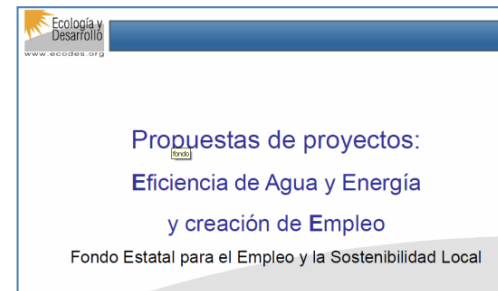 Ecología y
Desarrollo
www.ecodes.org
Propuestas de proyectos:
fondo
Eficiencia de Agua y Energía
y creación de Empleo
Fondo Estatal para el Empleo y la Sostenibilidad Local